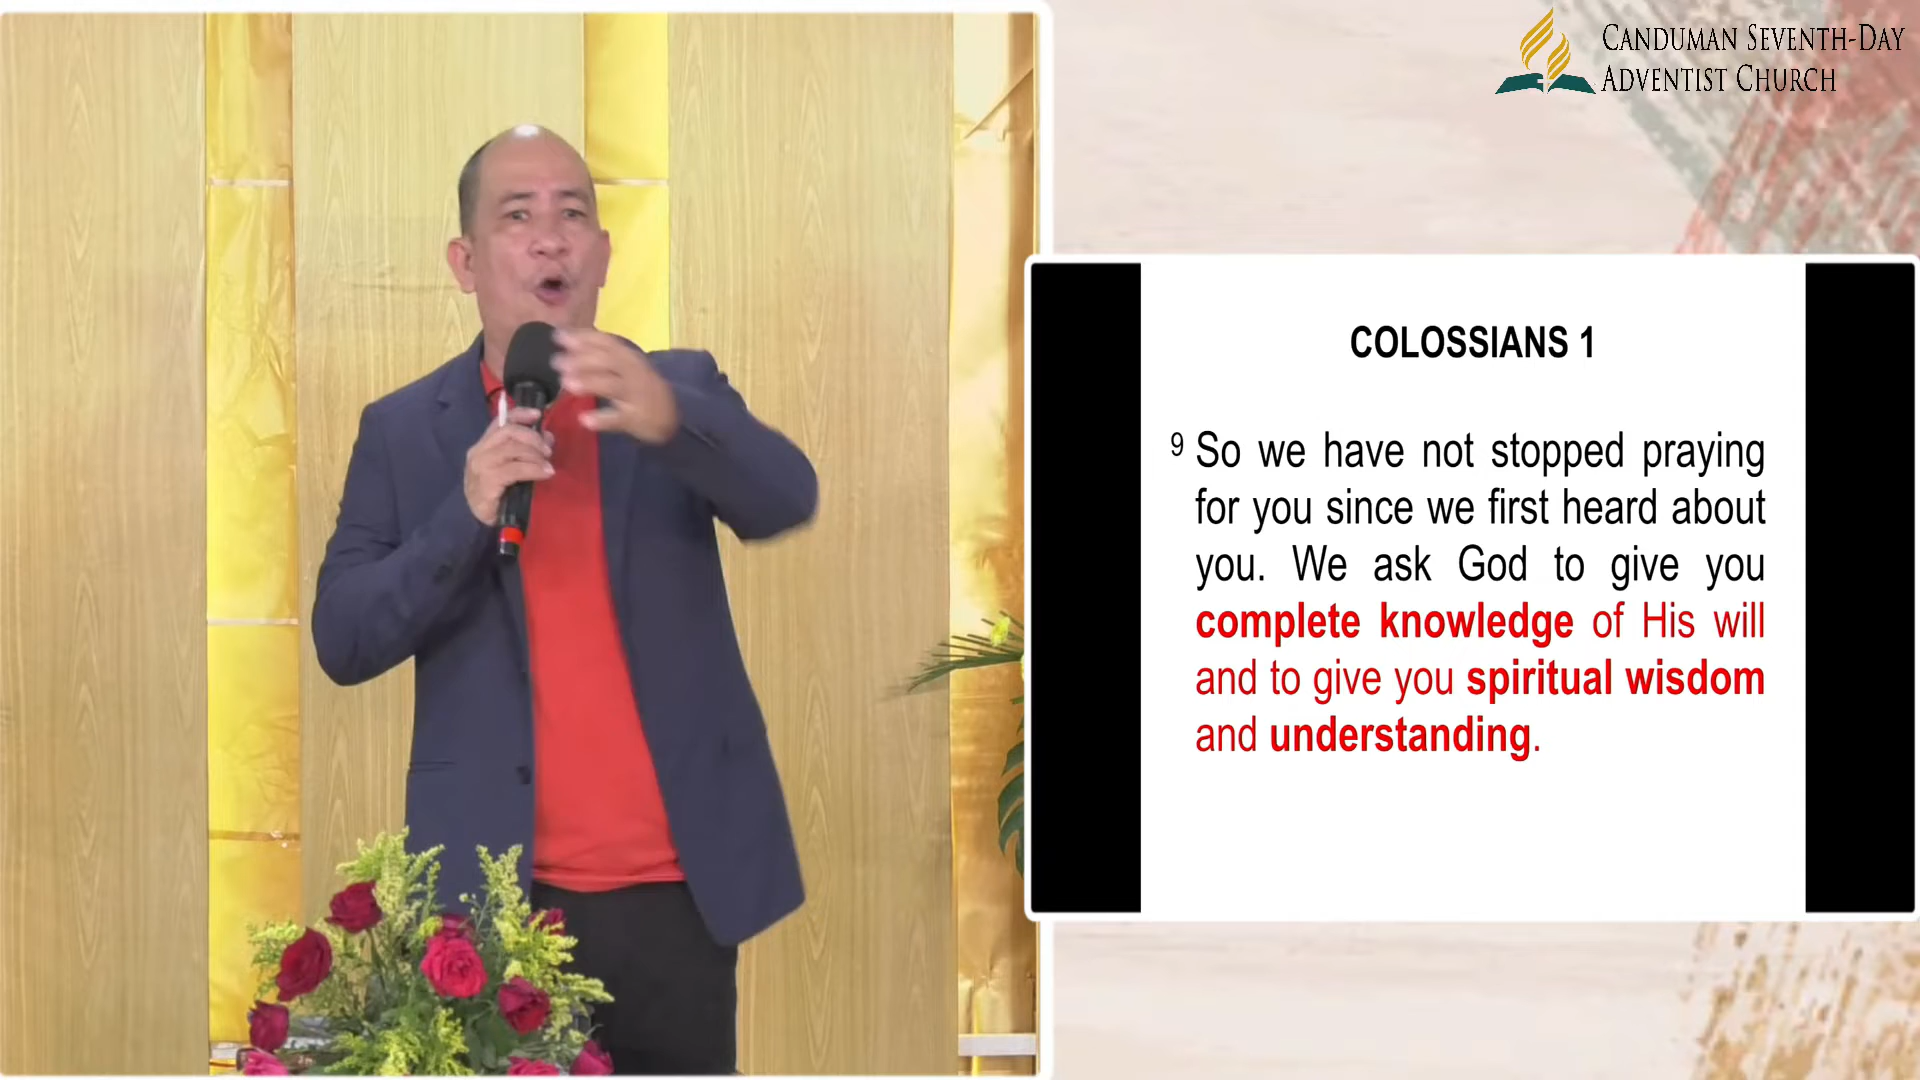 CANDUMAN SEVENTH-DAY
ADVENTIST CHURCH
COLOSSIANS 1
9 So we have not stopped praying
for you since we first heard about
you. We ask God to give you
complete knowledge of His will
and to give you spiritual wisdom
and understanding.